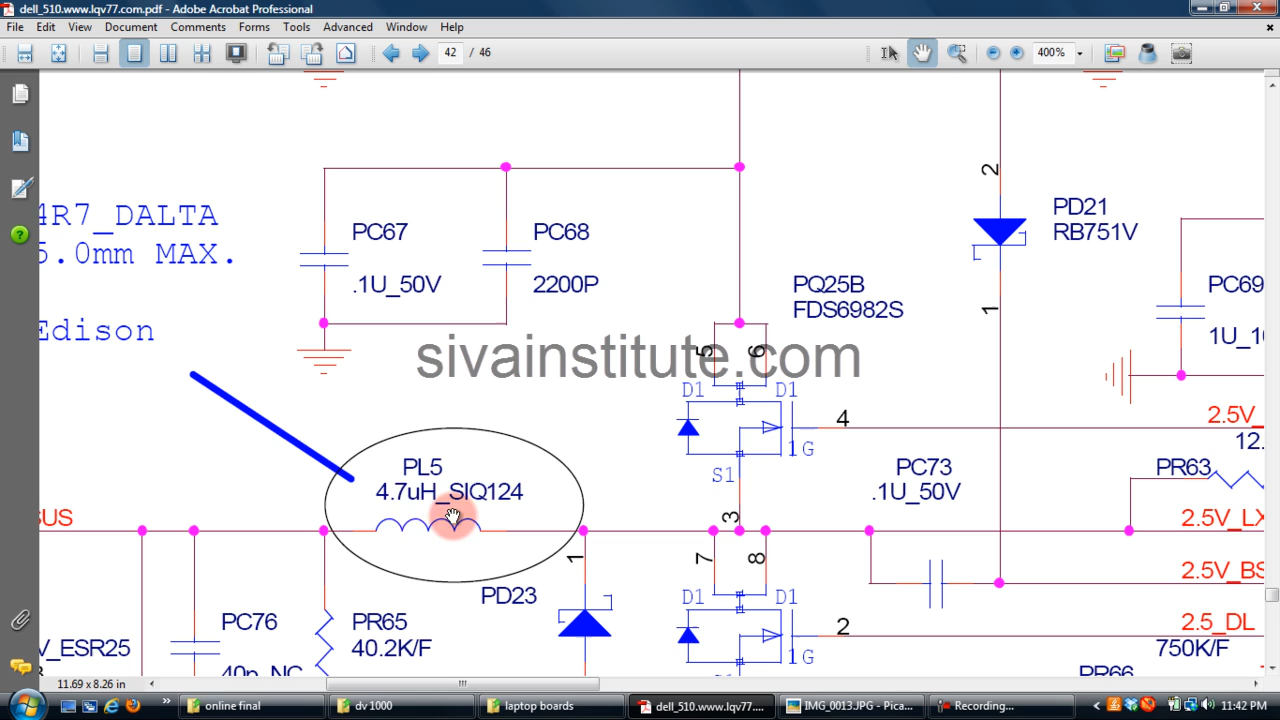 dell_510.www.lqv77.com.pdf - Adobe Acrobat Professional
File Edit View Document Comments Forms Tools Advanced Window Help
42 / 46
400%
4R7_DALTA
5.0mm MAX.
Edison
PC67
.1U_50V
PC68
2200P
2
PD21
RB751V
1
PQ25B
FDS6982S
PC69
sivainstitute.com
5 6
D1 D1
4
1G
S1
3
2.5V_
12.
PL5
4.7uH_SIQ124
PC73
.1U_50V
PR63
SUS
2.5V_LX
1
7 8
2.5V_BS
PD23
D1 D1
2
1G
2.5_DL
750K/F
PR66
PC76
40p_NC
PR65
40.2K/F
V_ESR25
11.69 x 8.26 in
online final
dv 1000
laptop boards
dell_510.www.lqv77....
IMG_0013.JPG - Pica...
Recording...
11:42 PM